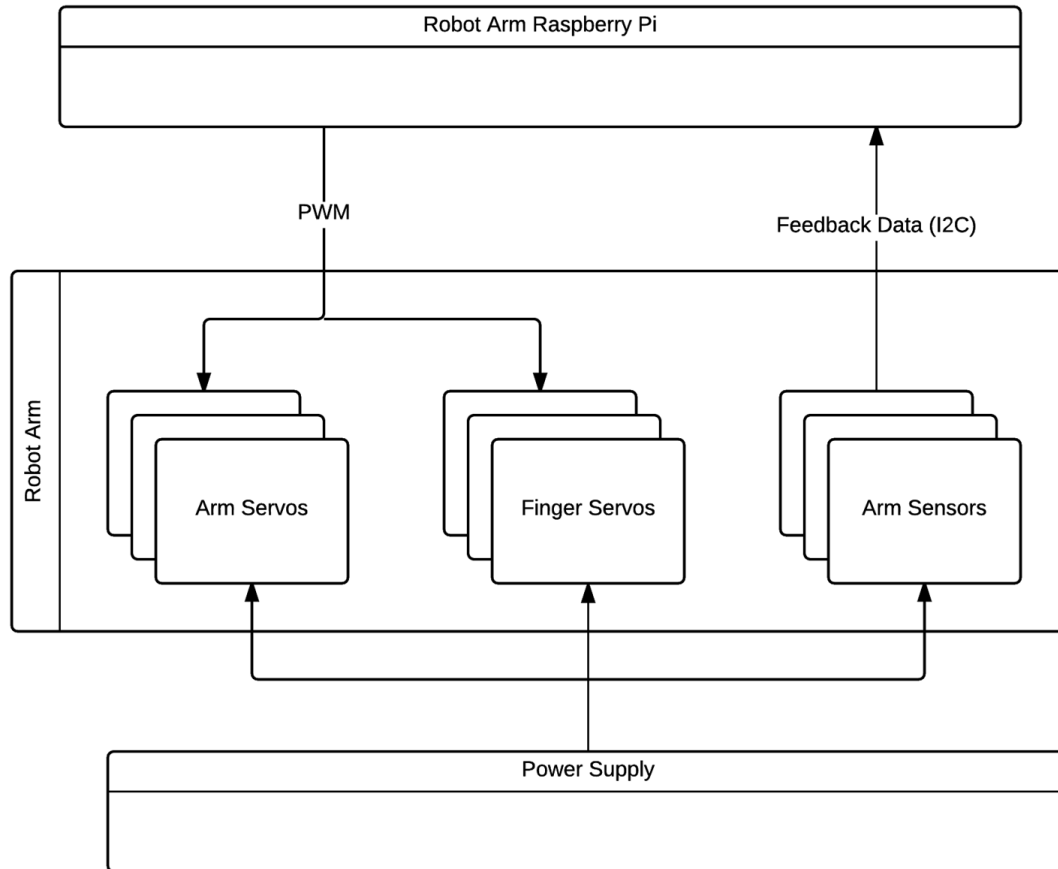 Robot Arm Raspberry Pi
PWM
Feedback Data (I2C)
Robot Arm
Arm Servos
Finger Servos
Arm Sensors
Power Supply